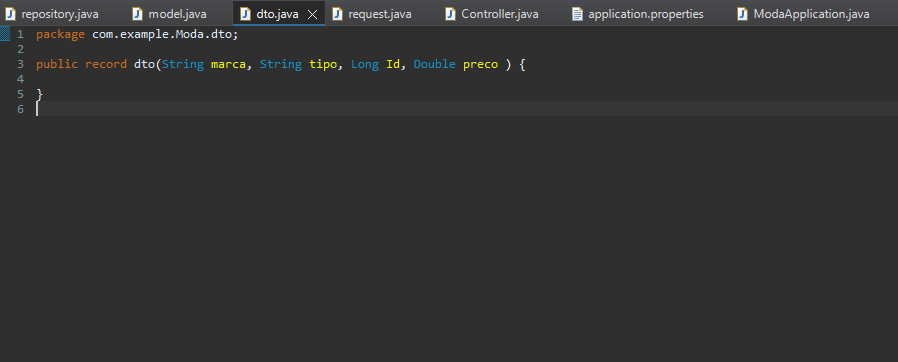 repository.java model.java dto.java request.java Controller.java application.properties ModaApplication.java
1 package com.example.Moda.dto;
2
3 public record dto(String marca, String tipo, Long Id, Double preco ) {
4
5 }
6